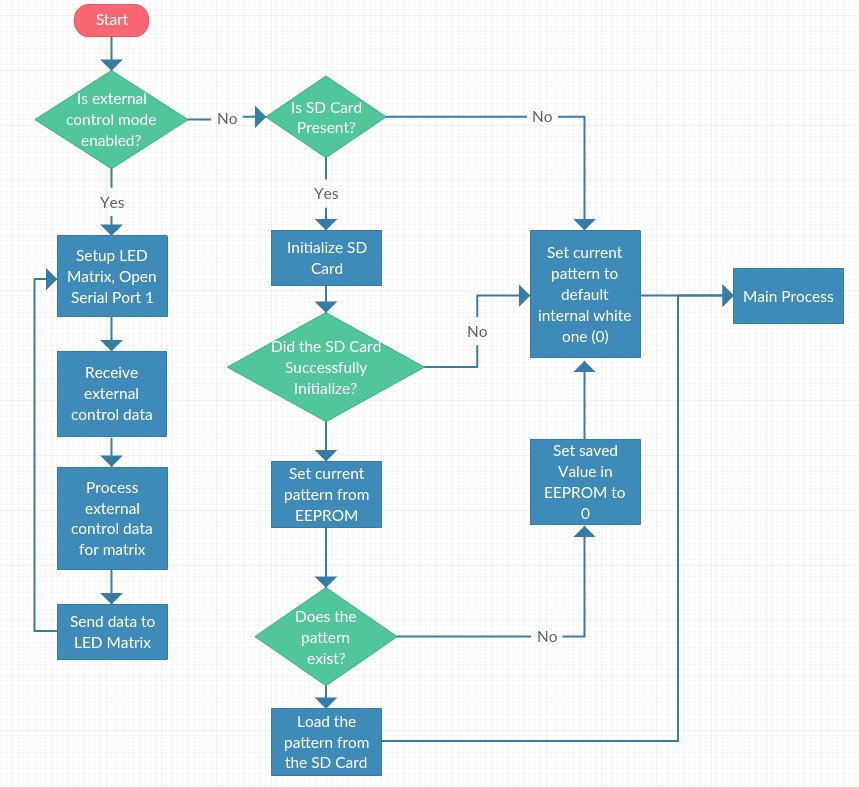 Start
Is external
control mode
enabled?
No
Is SD Card
Present?
No
Yes
Yes
Setup LED
Matrix, Open
Serial Port 1
Initialize SD
Card
Set current
pattern to
default
internal white
one (0)
Main Process
No
Did the SD Card
Successfully
Initialize?
Receive
external
control data
Set current
pattern from
EEPROM
Set saved
Value in
EEPROM to
0
Process
external
control data
for matrix
Send data to
LED Matrix
Does the
pattern
exist?
No
Load the
pattern from
the SD Card